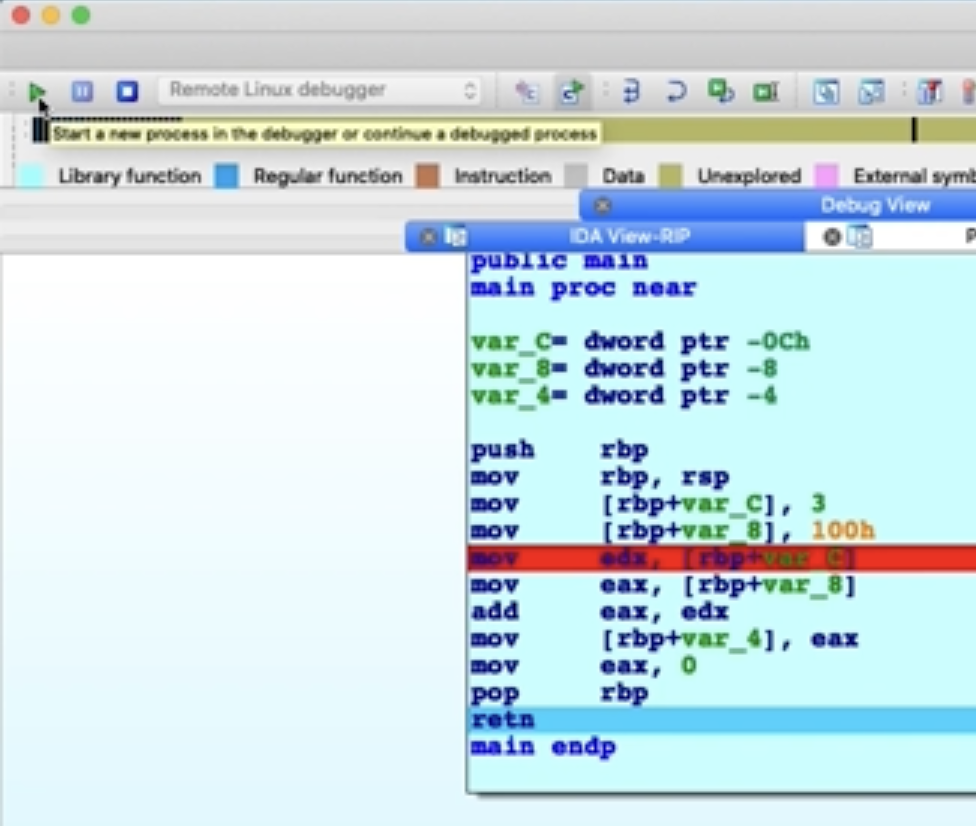 Remote Linux debugger
Start a new process in the debugger or continue a debugged process
Library function Regular function Instruction Data Unexplored External symb
Debug View
IDA View-RIP P
public main
main proc near
var_C= dword ptr -0Ch
var_8= dword ptr -8
var_4= dword ptr -4
push rbp
mov rbp, rsp
mov [rbp+var_C], 3
mov [rbp+var_8], 100h
mov edx, [rbp+var_C]
mov eax, [rbp+var_8]
add eax, edx
mov [rbp+var_4], eax
mov eax, 0
pop rbp
retn
main endp